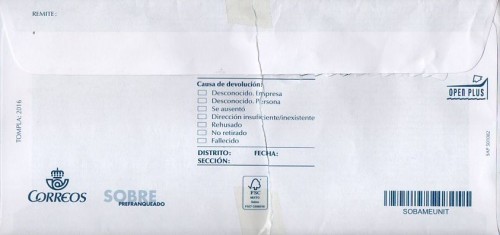 REMITE:
Causa de devolución:
Desconocido, Empresa
Desconocido, Persona
Se ausentó
Dirección insuficiente/inexistente
Rehusado
No retirado
Fallecido
DISTRITO: FECHA:
SECCIÓN:
TOMPLA: 2016
OPEN PLUS
CORREOS
SOBRE
PREFRANQUEADO
FSC
SOBAMEUNIT